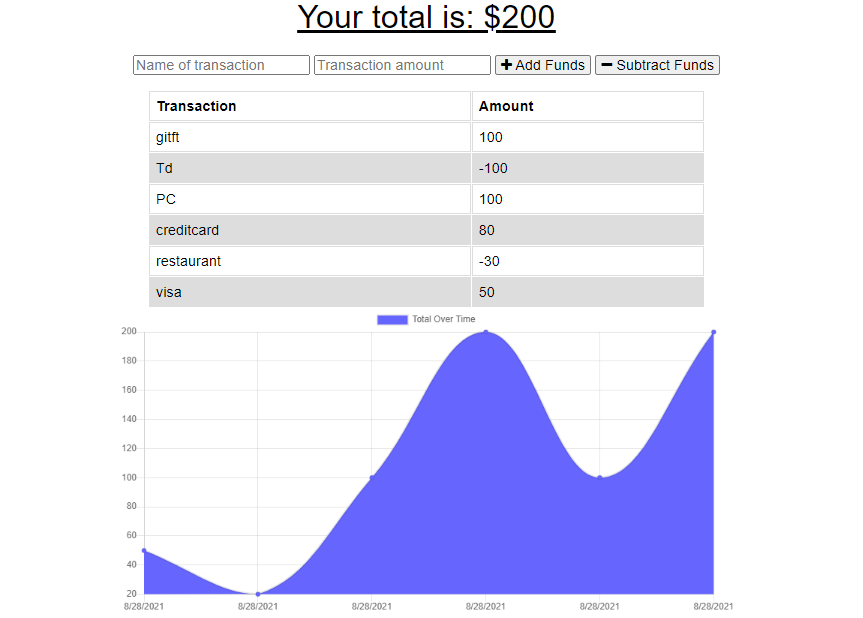 Your total is: $200
Name of transaction Transaction amount + Add Funds − Subtract Funds
Transaction Amount
gitft 100
Td -100
PC 100
creditcard 80
restaurant -30
visa 50
Total Over Time
200
180
160
140
120
100
80
60
40
20
8/28/2021 8/28/2021 8/28/2021 8/28/2021 8/28/2021 8/28/2021